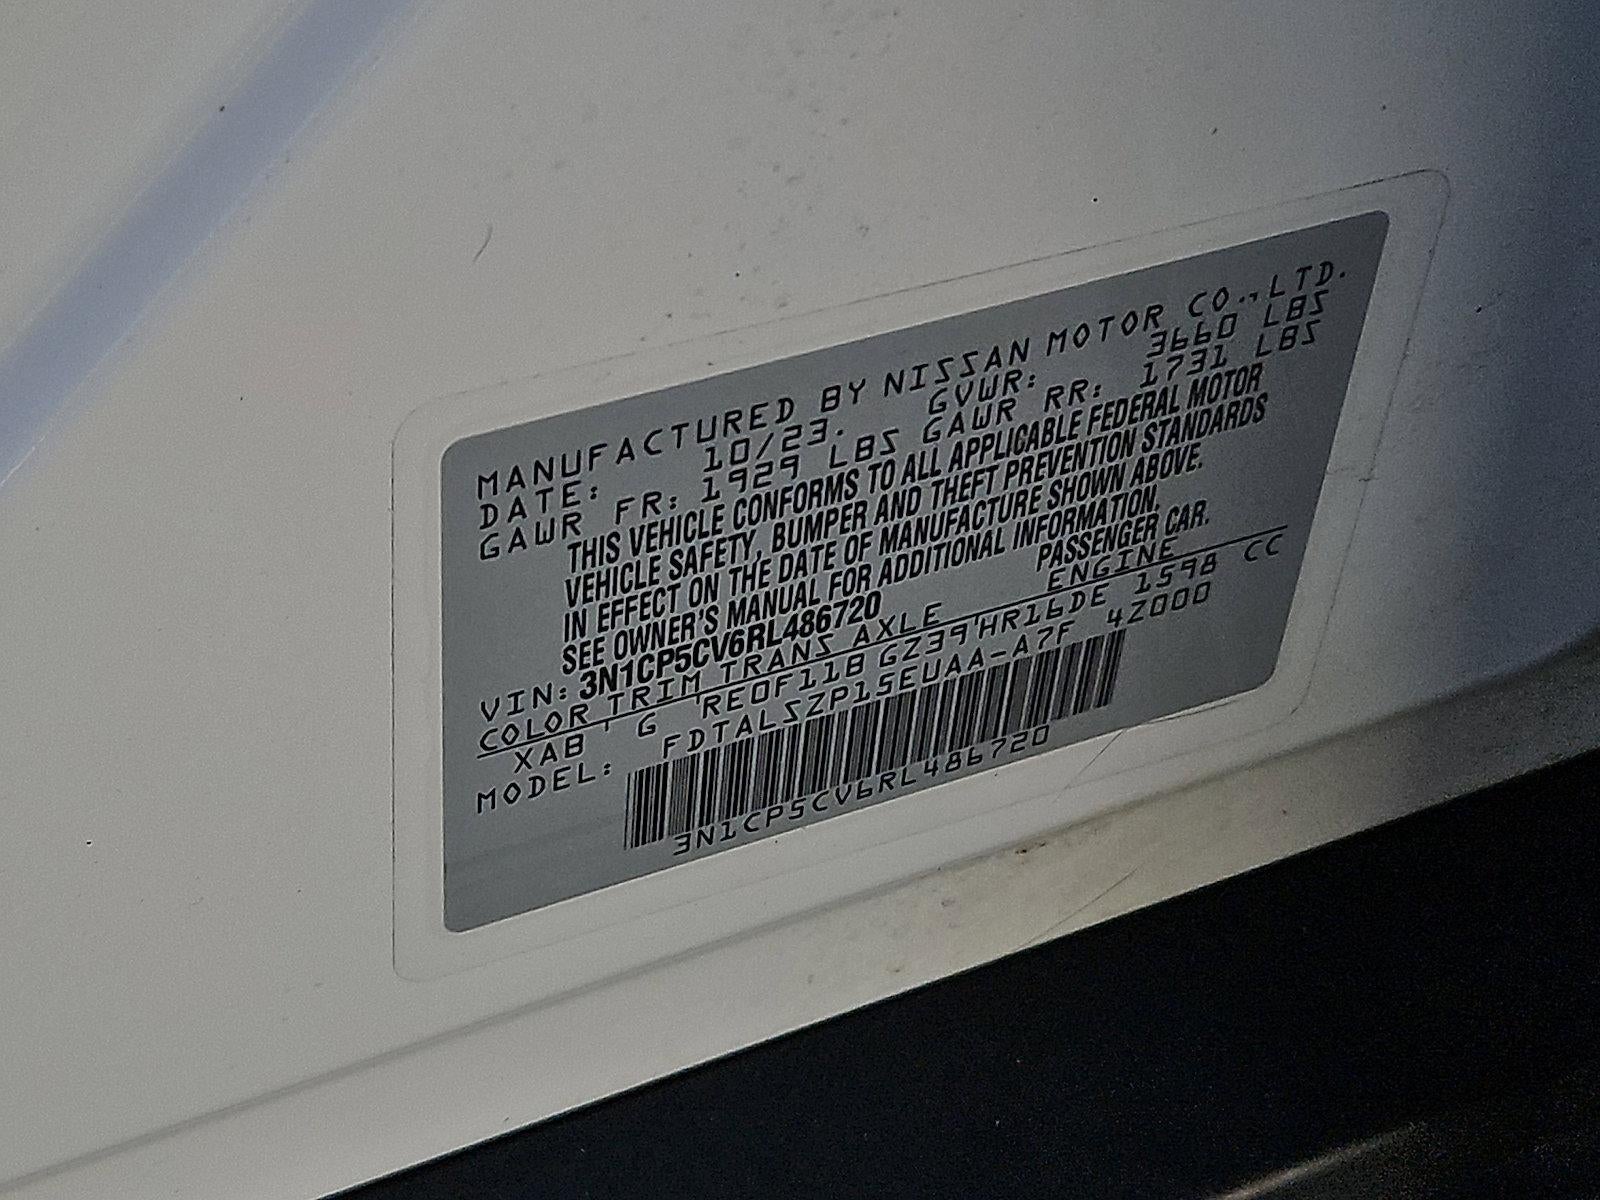 MANUFACTURED BY NISSAN MOTOR CO.,LTD.
DATE: 10/23. GVWR: 3660 LBS
GAWR FR: 1929 LBS GAWR RR: 1731 LBS
THIS VEHICLE CONFORMS TO ALL APPLICABLE FEDERAL MOTOR
VEHICLE SAFETY, BUMPER AND THEFT PREVENTION STANDARDS
IN EFFECT ON THE DATE OF MANUFACTURE SHOWN ABOVE.
SEE OWNER'S MANUAL FOR ADDITIONAL INFORMATION.
VIN: 3N1CP5CV6RL486720 PASSENGER CAR.
COLOR TRIM TRANS AXLE ENGINE
XAB G RE0F11B GZ39 HR16DE 1598 CC
MODEL: FDTALSZP15EUAA-A7F 4Z000
3N1CP5CV6RL486720